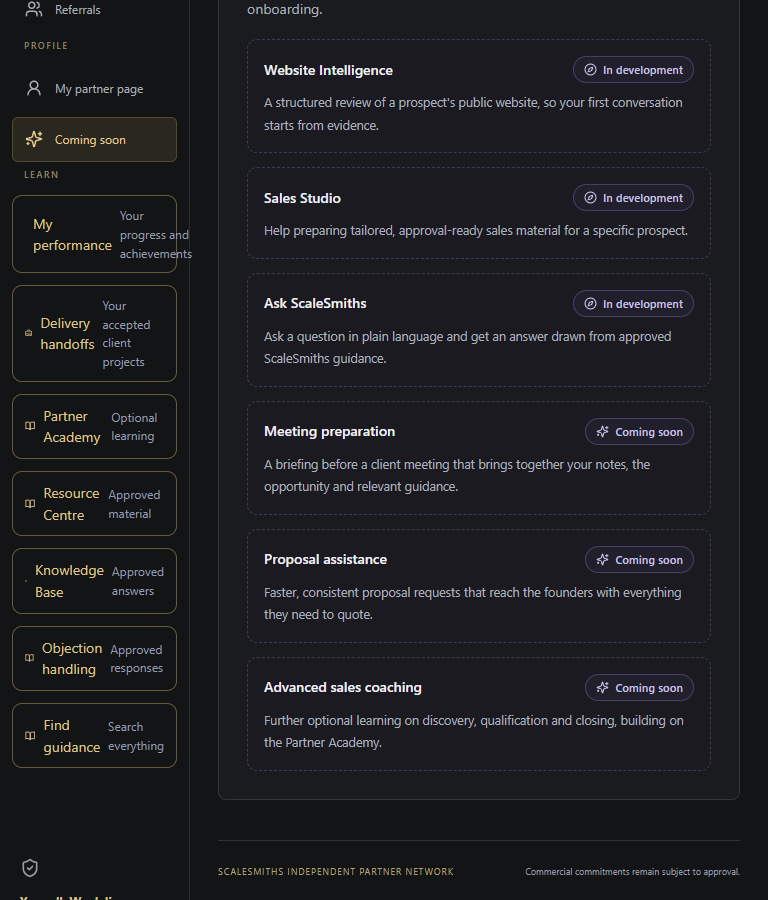 Referrals
PROFILE
My partner page
Coming soon
LEARN
My
performance
Your
progress and
achievements
Delivery
handoffs
Your
accepted
client
projects
Partner
Academy
Optional
learning
Resource
Centre
Approved
material
Knowledge
Base
Approved
answers
Objection
handling
Approved
responses
Find
guidance
Search
everything
onboarding.
Website Intelligence
In development
A structured review of a prospect's public website, so your first conversation
starts from evidence.
Sales Studio
In development
Help preparing tailored, approval-ready sales material for a specific prospect.
Ask ScaleSmiths
In development
Ask a question in plain language and get an answer drawn from approved
ScaleSmiths guidance.
Meeting preparation
Coming soon
A briefing before a client meeting that brings together your notes, the
opportunity and relevant guidance.
Proposal assistance
Coming soon
Faster, consistent proposal requests that reach the founders with everything
they need to quote.
Advanced sales coaching
Coming soon
Further optional learning on discovery, qualification and closing, building on
the Partner Academy.
SCALESMITHS INDEPENDENT PARTNER NETWORK
Commercial commitments remain subject to approval.